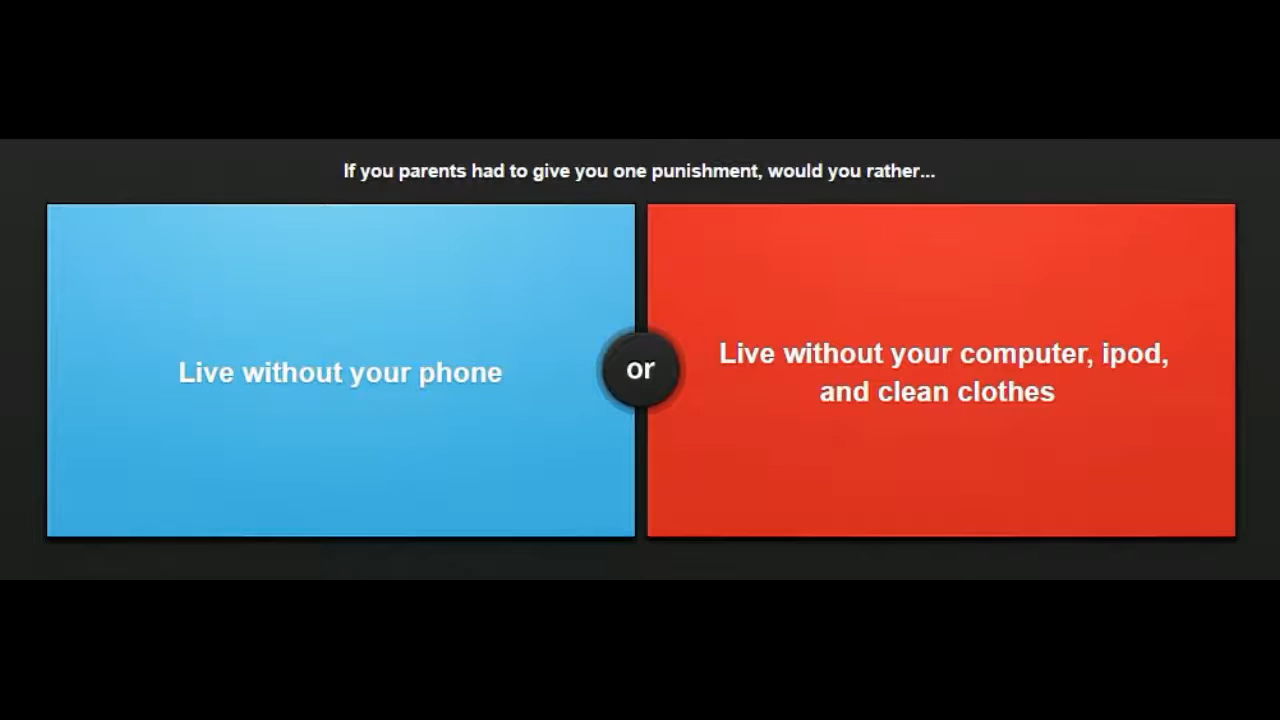 If you parents had to give you one punishment, would you rather...
Live without your phone
or
Live without your computer, ipod,
and clean clothes